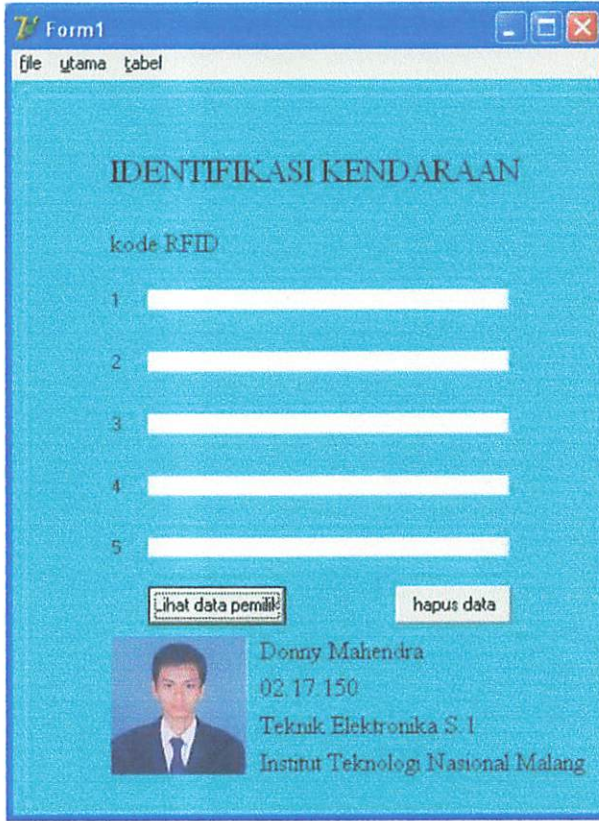 Form1
file utama tabel
IDENTIFIKASI KENDARAAN
kode RFID
1
2
3
4
5
Lihat data pemilik
hapus data
Donny Mahendra
02.17.150
Teknik Elektronika S.1
Institut Teknologi Nasional Malang